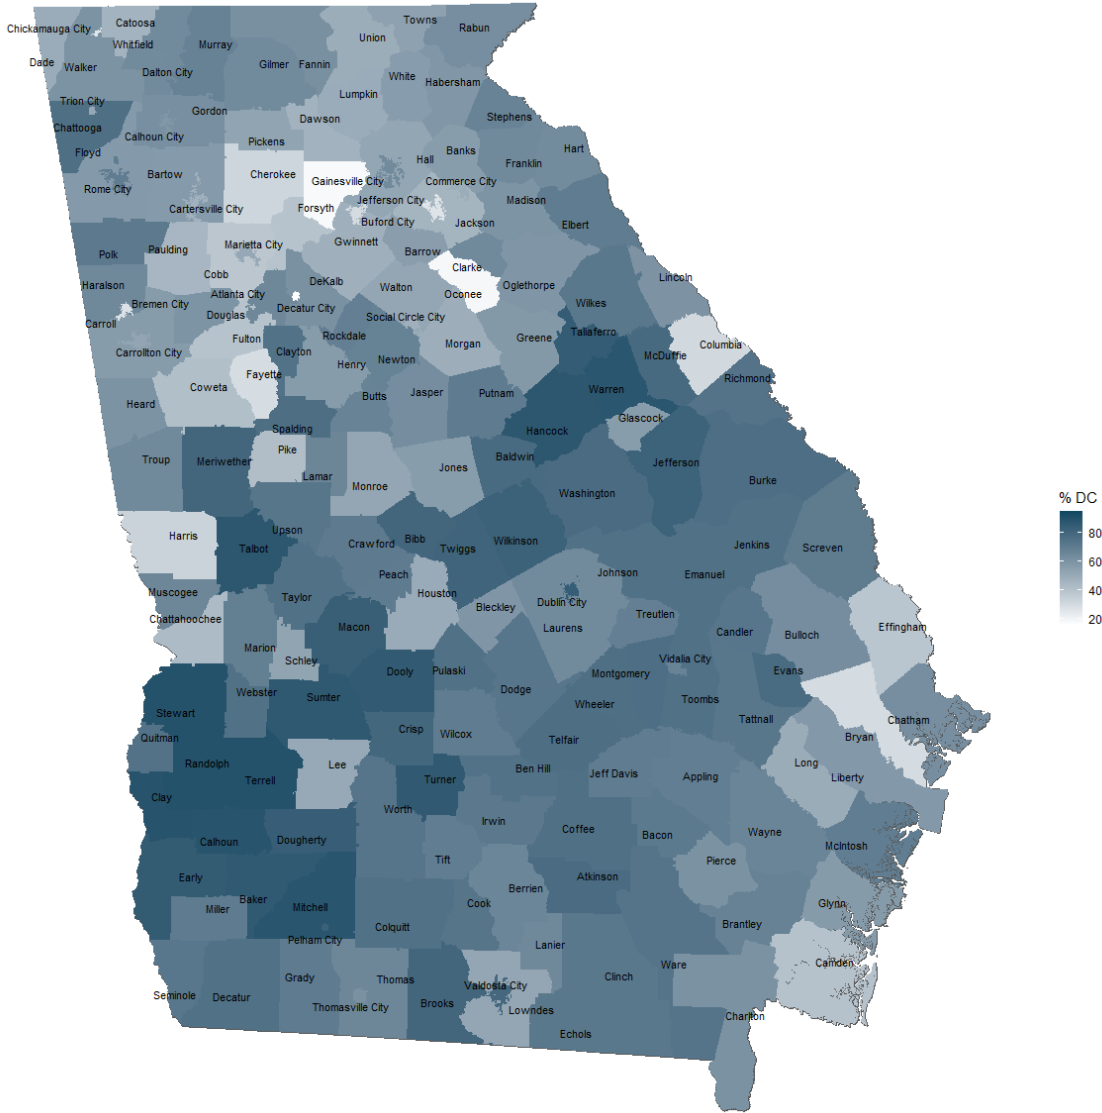 Towns
Catoosa
Chickamauga City
Rabun
Union
Whitfield
Murray
Dade
Walker
Gilmer
Fannin
Dalton City
White
Habersham
Lumpkin
Trion City
Gordon
Dawson
Stephens
Chattooga
Calhoun City
Pickens
Floyd
Banks
Hart
Hall
Franklin
Bartow
Cherokee
Gainesville City
Commerce City
Rome City
Jefferson City
Madison
Cartersville City
Forsyth
Buford City
Jackson
Elbert
Marietta City
Gwinnett
Paulding
Barrow
Polk
Clarke
Cobb
Lincoln
Haralson
DeKalb
Walton
Oglethorpe
Atlanta City
Oconee
Bremen City
Decatur City
Wilkes
Douglas
Social Circle City
Carroll
Taliaferro
Fulton
Rockdale
Greene
Morgan
Columbia
Carrollton City
Clayton
McDuffie
Newton
Henry
Fayette
Richmond
Coweta
Warren
Butts
Jasper
Putnam
Heard
Glascock
Spalding
Hancock
Pike
Baldwin
Troup
Meriwether
Jefferson
Jones
Lamar
Monroe
Burke
Washington
% DC
Upson
Harris
80
Bibb
Wilkinson
Crawford
Talbot
Twiggs
Jenkins
Screven
60
Peach
Johnson
Emanuel
40
Muscogee
Houston
Taylor
Dublin City
Bleckley
Treutlen
20
Chattahoochee
Macon
Laurens
Effingham
Candler
Bulloch
Marion
Schley
Vidalia City
Dooly
Pulaski
Evans
Montgomery
Webster
Sumter
Dodge
Toombs
Wheeler
Stewart
Tattnall
Chatham
Crisp
Wilcox
Quitman
Telfair
Bryan
Randolph
Lee
Long
Ben Hill
Jeff Davis
Appling
Liberty
Terrell
Turner
Clay
Worth
Irwin
Coffee
Wayne
Bacon
Calhoun
Dougherty
McIntosh
Tift
Pierce
Early
Atkinson
Berrien
Baker
Cook
Glynn
Miller
Mitchell
Brantley
Colquitt
Pelham City
Lanier
Camden
Ware
Clinch
Grady
Thomas
Valdosta City
Seminole
Decatur
Brooks
Thomasville City
Lowndes
Charlton
Echols